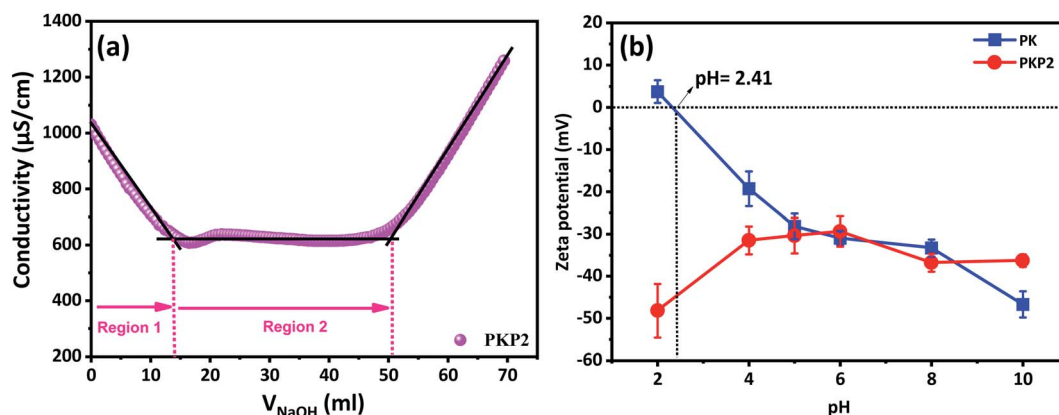 (a)
Conductivity (µS/cm)
1400
1200
1000
800
600
400
200
Region 1
Region 2
PKP2
0
10
20
30
40
50
60
70
V_NaOH (ml)
(b)
PK
PKP2
pH= 2.41
Zeta potential (mV)
20
10
0
-10
-20
-30
-40
-50
-60
2
4
6
8
10
pH